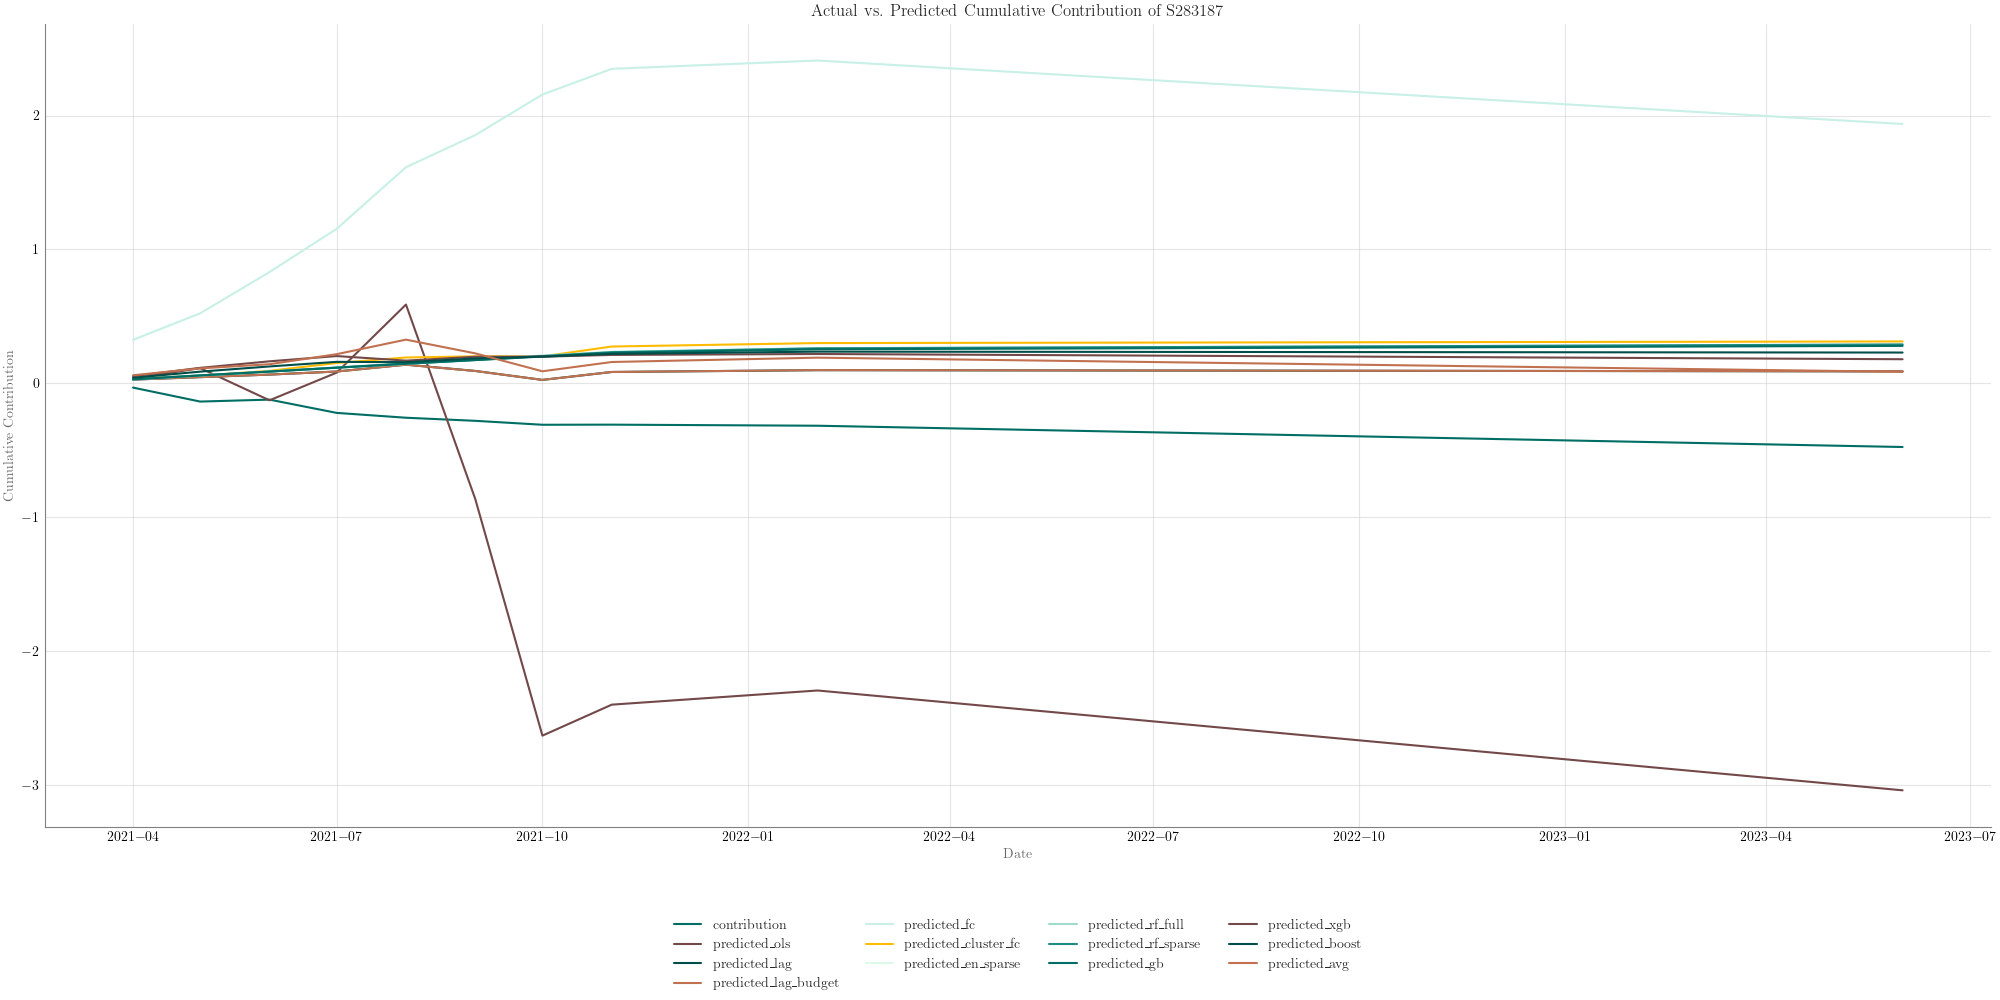 Actual vs. Predicted Cumulative Contribution of S283187
Cumulative Contribution
2
1
0
−1
−2
−3
2021−04
2021−07
2021−10
2022−01
2022−04
2022−07
2022−10
2023−01
2023−04
2023−07
Date
contribution
predicted_ols
predicted_lag
predicted_lag_budget
predicted_fc
predicted_cluster_fc
predicted_en_sparse
predicted_rf_full
predicted_rf_sparse
predicted_gb
predicted_xgb
predicted_boost
predicted_avg